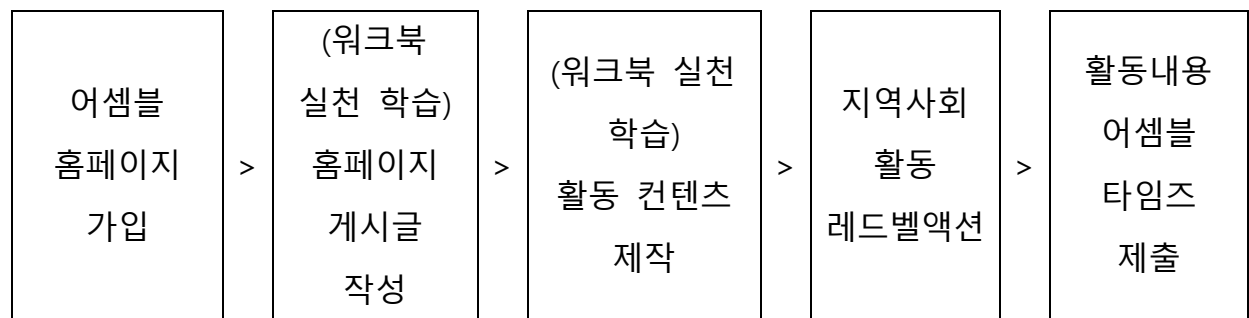 어셈블
홈페이지
가입
>
(워크북
실천 학습)
홈페이지
게시글
작성
>
(워크북 실천
학습)
활동 컨텐츠
제작
>
지역사회
활동
레드벨액션
>
활동내용
어셈블
타임즈
제출